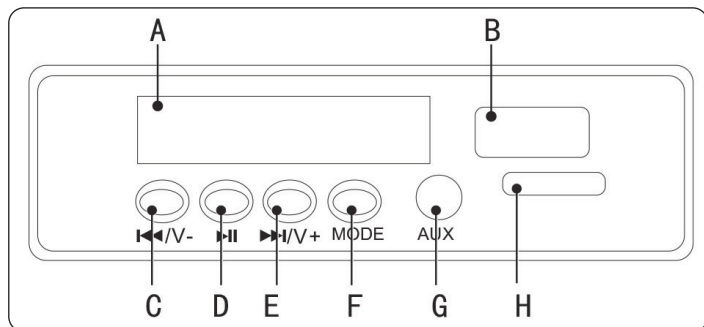 A B
⏮/V- ⏯ ⏭/V+ MODE AUX
C D E F G H